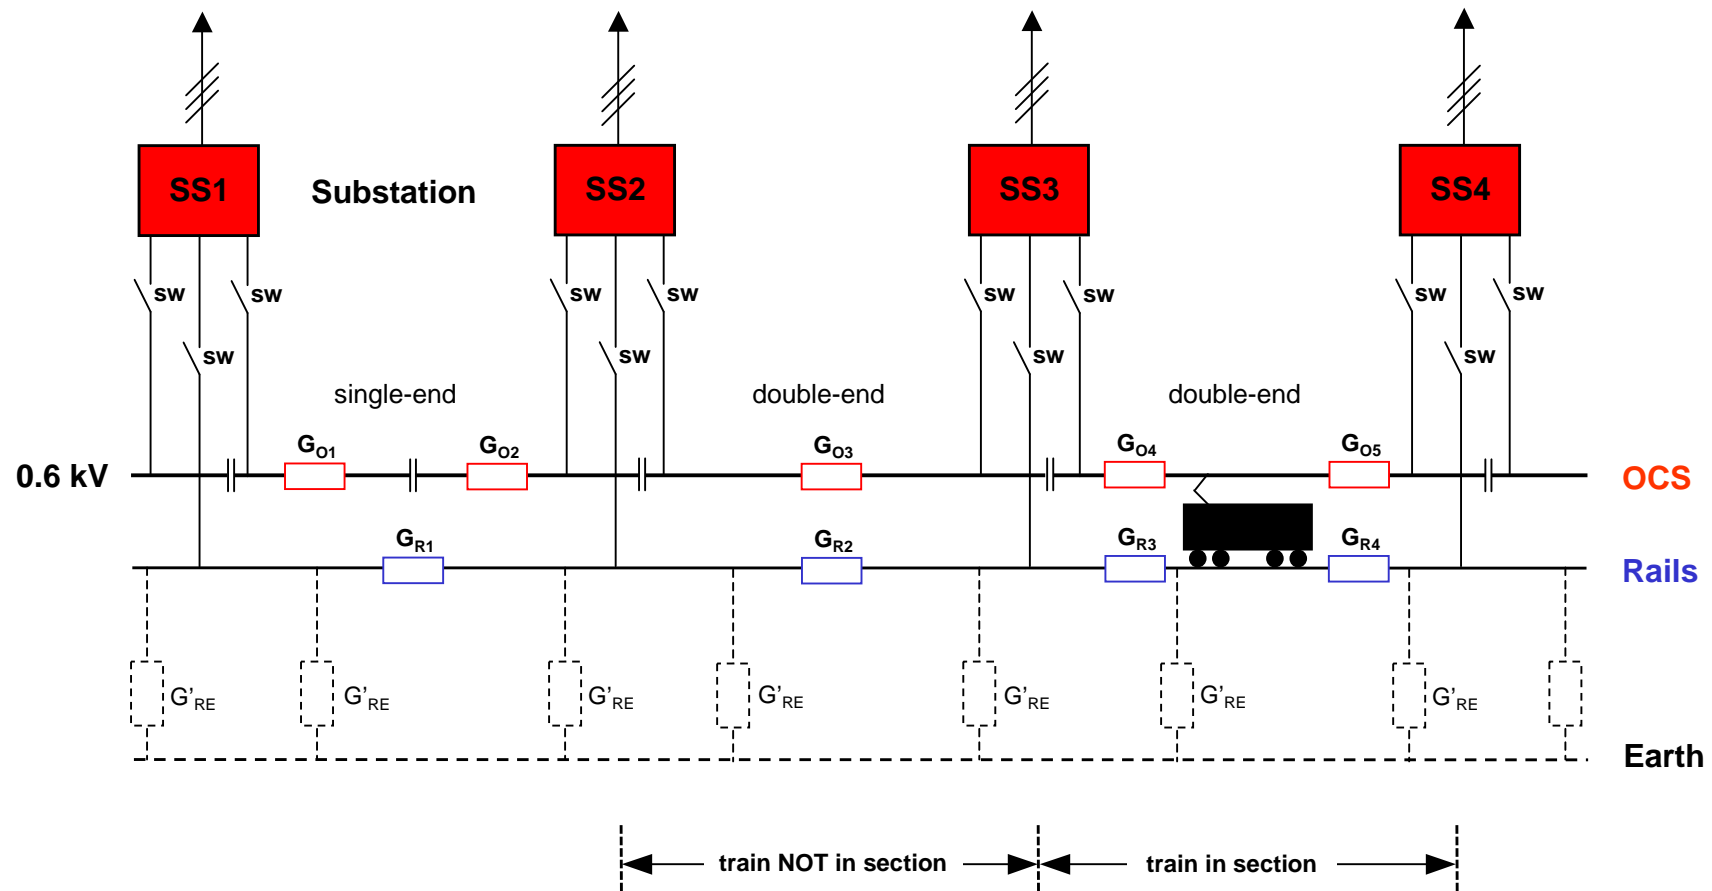 SS1
Substation
SS2
SS3
SS4
sw
sw
sw
sw
sw
sw
sw
sw
sw
sw
sw
sw
single-end
double-end
double-end
GO1
GO2
GO3
GO4
GO5
0.6 kV
OCS
GR1
GR2
GR3
GR4
Rails
G'RE
G'RE
G'RE
G'RE
G'RE
G'RE
G'RE
Earth
train NOT in section
train in section